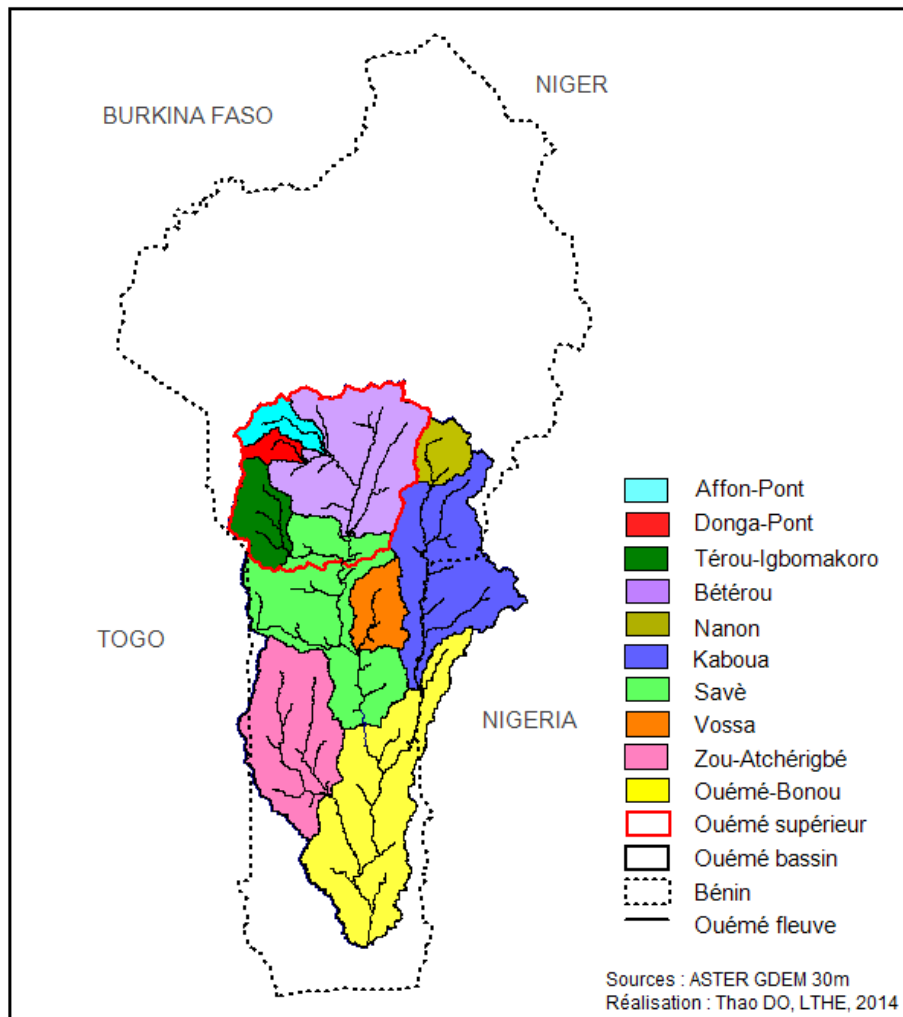 NIGER
BURKINA FASO
TOGO
NIGERIA
Affon-Pont
Donga-Pont
Térou-Igbomakoro
Bétérou
Nanon
Kaboua
Savè
Vossa
Zou-Atchérigbé
Ouémé-Bonou
Ouémé supérieur
Ouémé bassin
Bénin
Ouémé fleuve
Sources : ASTER GDEM 30m
Réalisation : Thao DO, LTHE, 2014